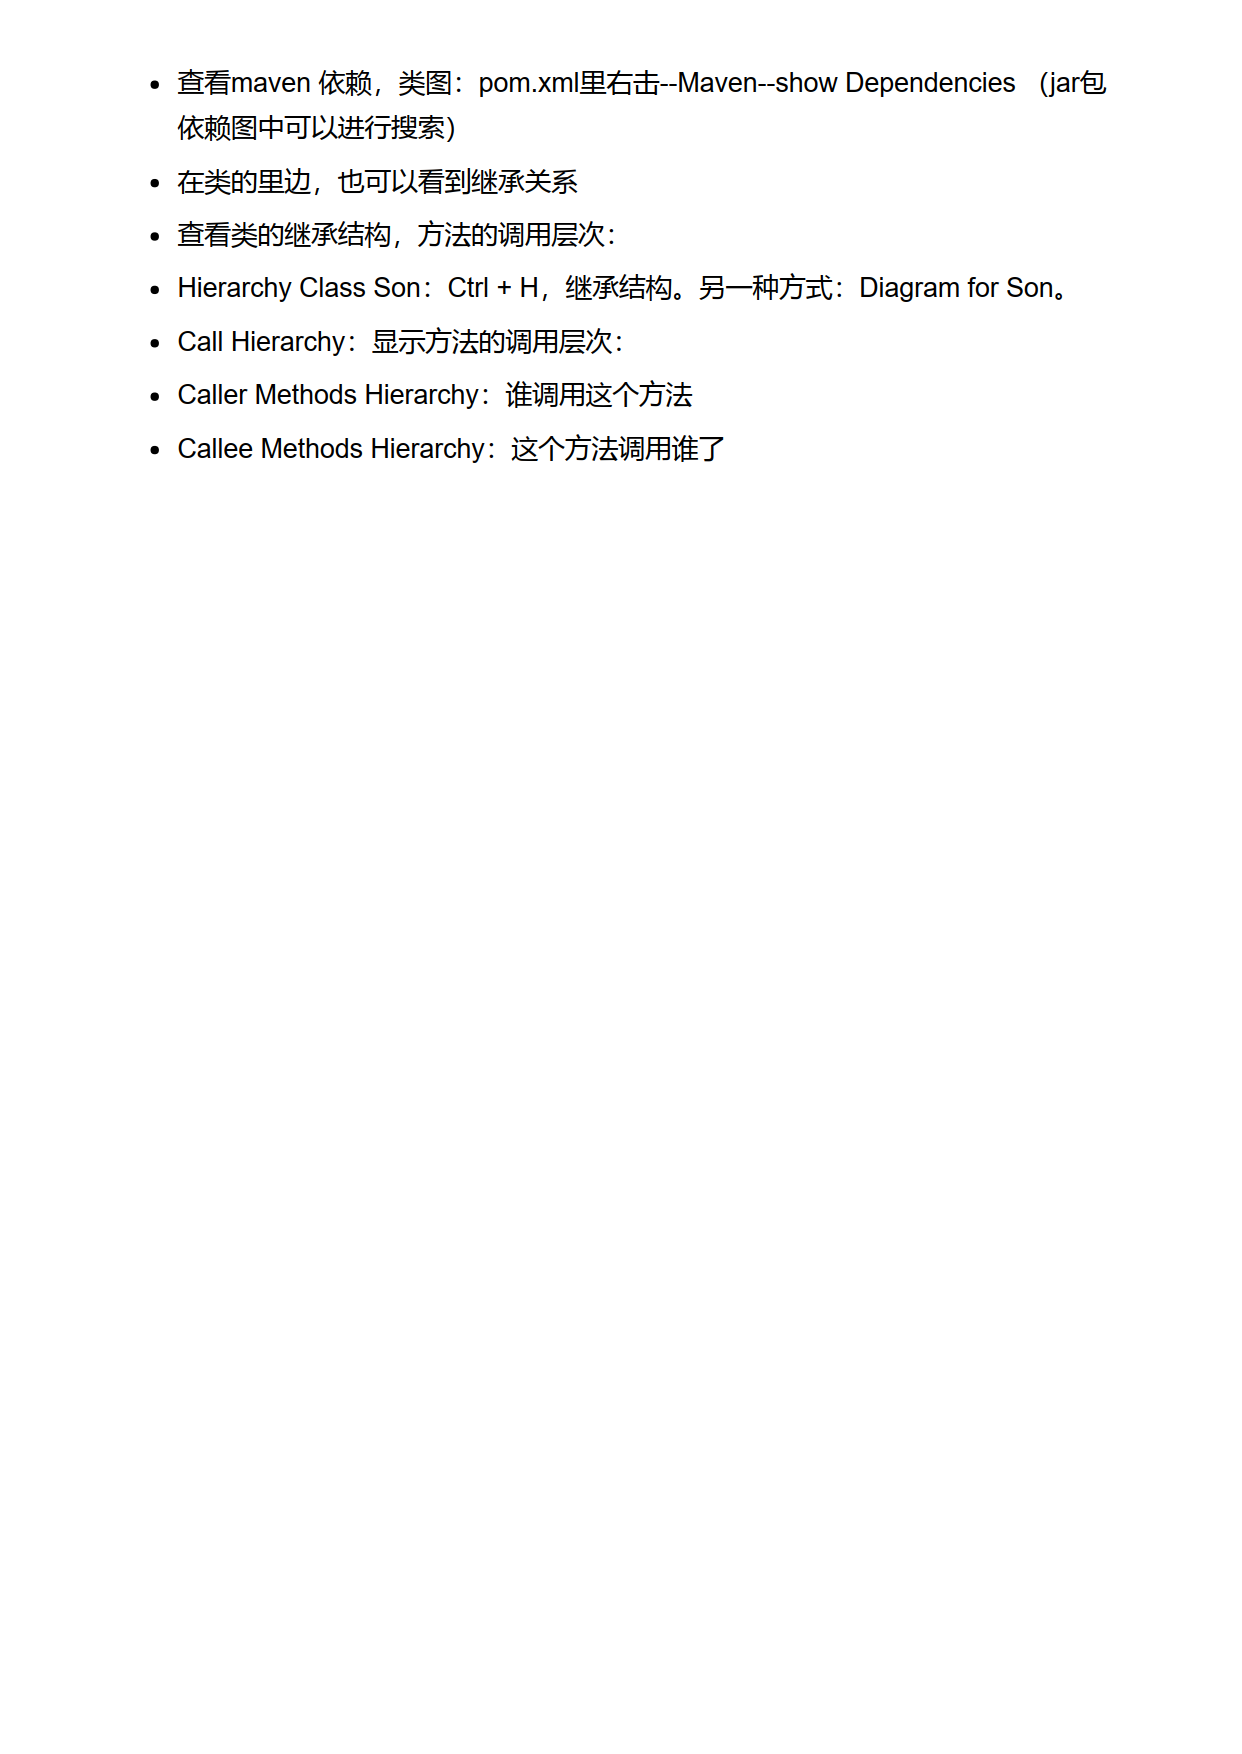 • 查看maven 依赖，类图：pom.xml里右击--Maven--show Dependencies （jar包
依赖图中可以进行搜索）
• 在类的里边，也可以看到继承关系
• 查看类的继承结构，方法的调用层次：
• Hierarchy Class Son：Ctrl + H，继承结构。另一种方式：Diagram for Son。
• Call Hierarchy：显示方法的调用层次：
• Caller Methods Hierarchy：谁调用这个方法
• Callee Methods Hierarchy：这个方法调用谁了